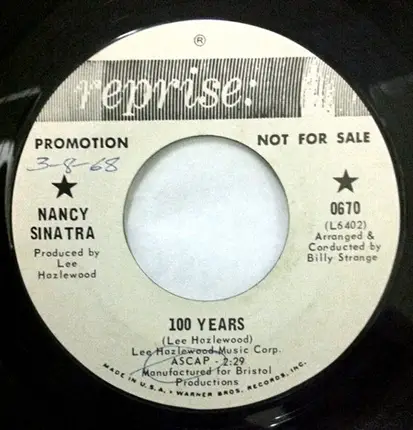 ®
reprise:
PROMOTION
NOT FOR SALE
3-8-68
★
★
NANCY
SINATRA
Produced by
Lee
Hazlewood
0670
(L6402)
Arranged &
Conducted by
Billy Strange
100 YEARS
(Lee Hazlewood)
Lee Hazlewood Music Corp.
ASCAP - 2:29
Manufactured for Bristol
Productions
MADE IN U.S.A. • WARNER BROS. RECORDS, INC.